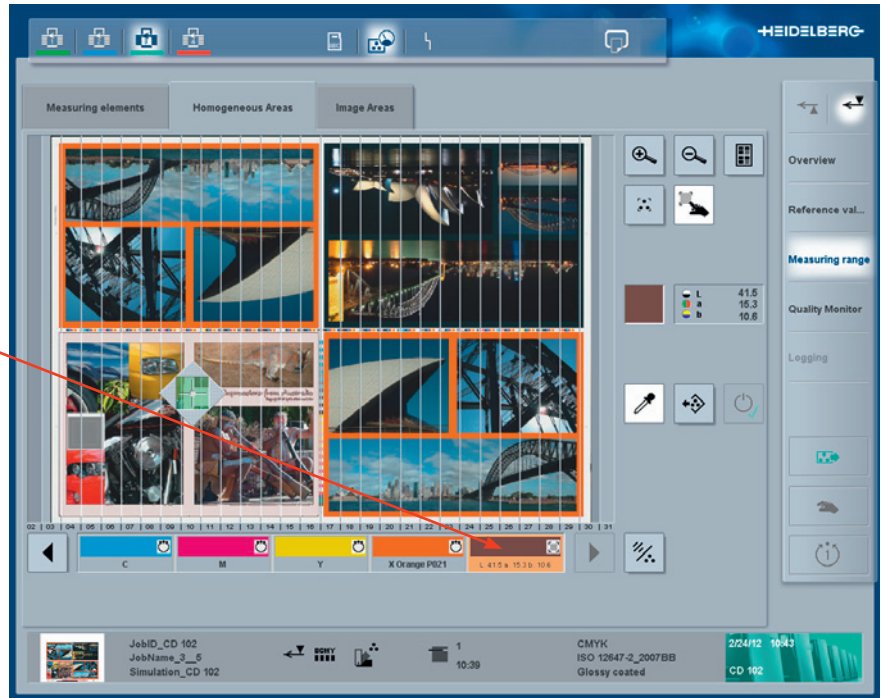 HEIDELBERG
Measuring elements
Homogeneous Areas
Image Areas
Overview
Reference val...
Measuring range
Quality Monitor
Logging
L 41.5
a 15.3
b 10.6
02 | 03 | 04 | 05 | 06 | 07 | 08 | 09 | 10 | 11 | 12 | 13 | 14 | 15 | 16 | 17 | 18 | 19 | 20 | 21 | 22 | 23 | 24 | 25 | 26 | 27 | 28 | 29 | 30 | 31
C
M
Y
X Orange P021
L: 41.5 a: 15.3 b: 10.6
JobID_CD 102
JobName_3__5
Simulation_CD 102
BCMY
1
10:39
CMYK
ISO 12647-2_2007BB
Glossy coated
2/24/12 10:43
CD 102